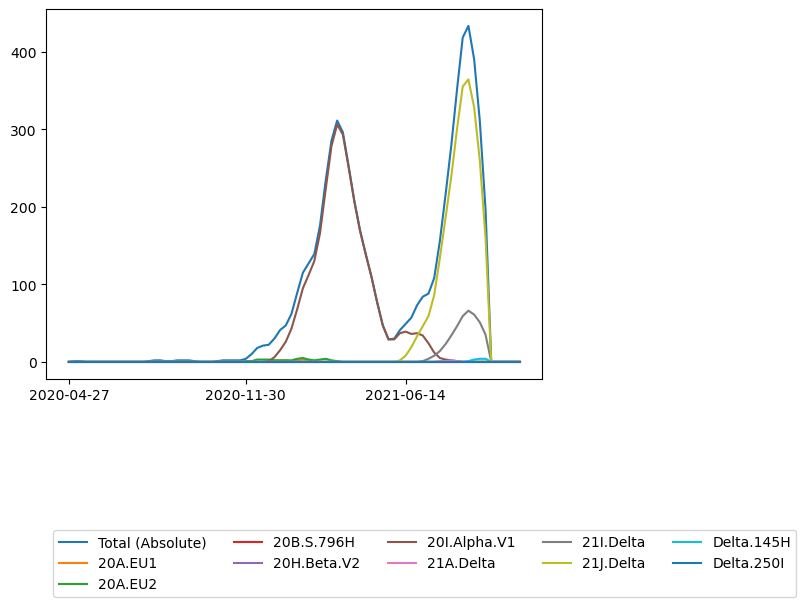 400
300
200
100
0
2020-04-27 2020-11-30 2021-06-14
Total (Absolute) 20B.S.796H 20I.Alpha.V1 21I.Delta Delta.145H
20A.EU1 20H.Beta.V2 21A.Delta 21J.Delta Delta.250I
20A.EU2